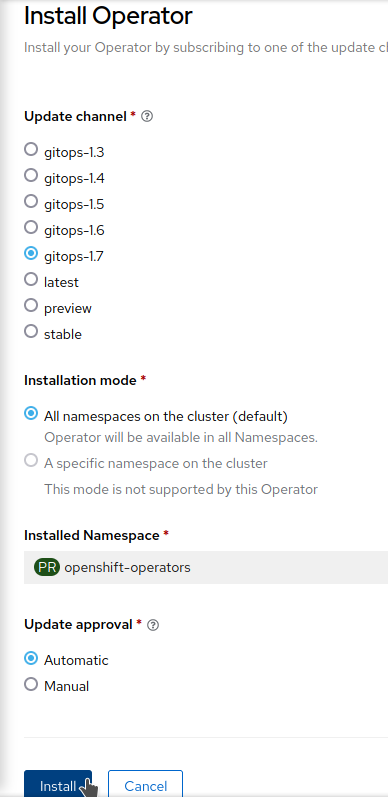 Install Operator
Install your Operator by subscribing to one of the update
Update channel *
gitops-1.3
gitops-1.4
gitops-1.5
gitops-1.6
gitops-1.7
latest
preview
stable
Installation mode *
All namespaces on the cluster (default)
Operator will be available in all Namespaces.
A specific namespace on the cluster
This mode is not supported by this Operator
Installed Namespace *
PR openshift-operators
Update approval *
Automatic
Manual
Install Cancel